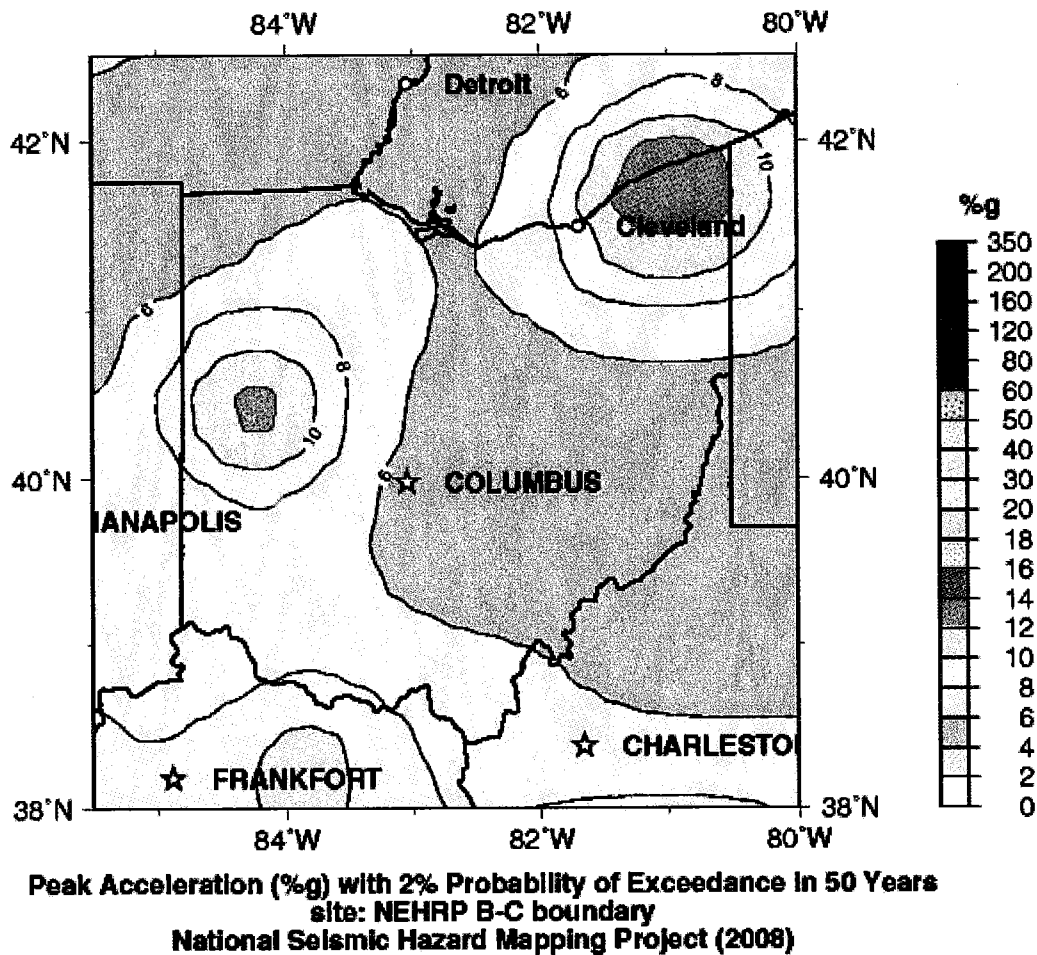 84°W 82°W 80°W
Detroit
6
8
42°N
42°N
10
Cleveland
%g
350
200
160
120
80
60
50
40
30
20
18
16
14
12
10
8
6
4
2
0
6
8
10
6
40°N
COLUMBUS
40°N
IANAPOLIS
CHARLESTO
FRANKFORT
38°N
38°N
84°W 82°W 80°W
Peak Acceleration (%g) with 2% Probability of Exceedance in 50 Years
site: NEHRP B-C boundary
National Seismic Hazard Mapping Project (2008)